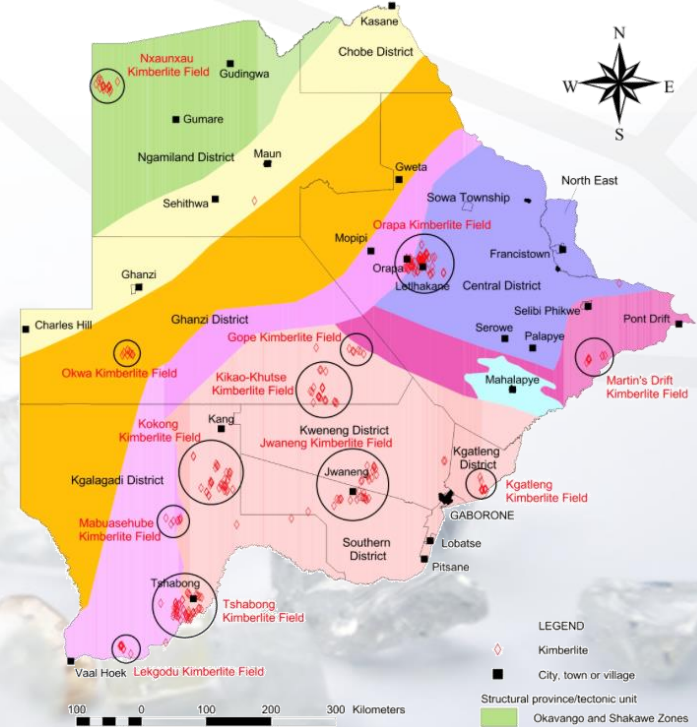 Kasane
N
Chobe District
Nxaunxau
Kimberlite Field
Gudingwa
W
E
S
Gumare
Ngamiland District
Maun
Gweta
Sehithwa
North East
Sowa Township
Orapa Kimberlite Field
Mopipi
Francistown
Orapa
Letlhakane
Central District
Ghanzi
Selibi Phikwe
Charles Hill
Ghanzi District
Pont Drift
Gope Kimberlite Field
Serowe
Palapye
Okwa Kimberlite Field
Kikao-Khutse
Kimberlite Field
Mahalapye
Martin's Drift
Kimberlite Field
Kokong
Kimberlite Field
Kang
Kweneng District
Jwaneng Kimberlite Field
Kgatleng
District
Kgalagadi District
Jwaneng
Kgatleng
Kimberlite Field
Mabuasehube
Kimberlite Field
GABORONE
Southern
District
Lobatse
Pitsane
Tshabong
Tshabong
Kimberlite Field
LEGEND
Kimberlite
Vaal Hoek
Lekgodu Kimberlite Field
City, town or village
Structural province/tectonic unit
100 0 100 200 300 Kilometers
Okavango and Shakawe Zones